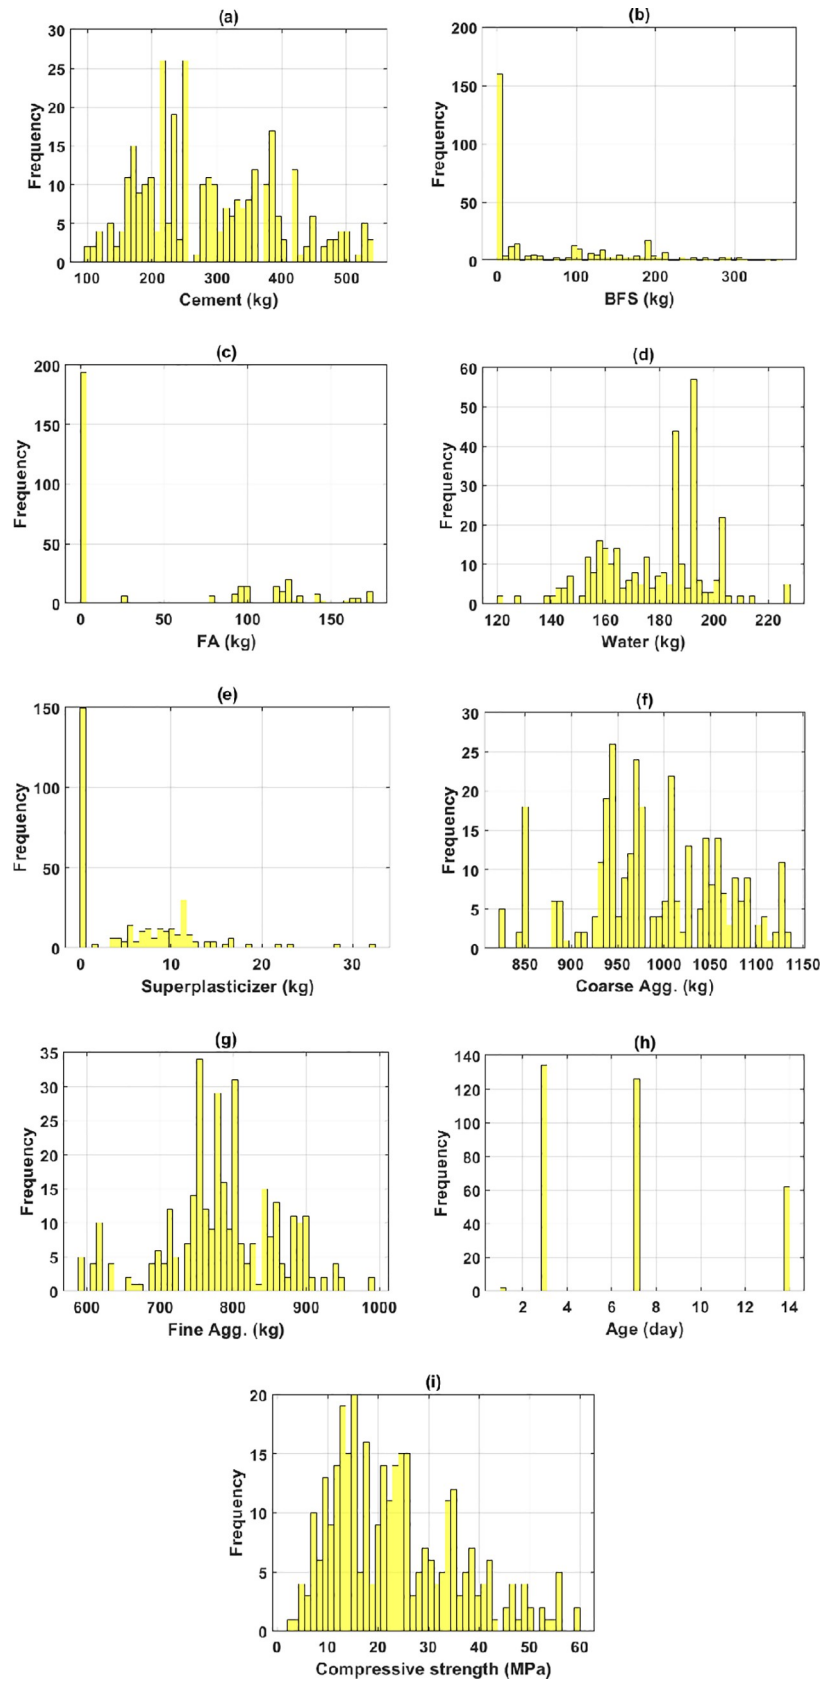 (a)
30
25
20
15
10
5
0
Frequency
100 200 300 400 500
Cement (kg)
(b)
200
150
100
50
0
Frequency
0 100 200 300
BFS (kg)
(c)
200
150
100
50
0
Frequency
0 50 100 150
FA (kg)
(d)
60
50
40
30
20
10
0
Frequency
120 140 160 180 200 220
Water (kg)
(e)
150
100
50
0
Frequency
0 10 20 30
Superplasticizer (kg)
(f)
30
25
20
15
10
5
0
Frequency
850 900 950 1000 1050 1100 1150
Coarse Agg. (kg)
(g)
35
30
25
20
15
10
5
0
Frequency
600 700 800 900 1000
Fine Agg. (kg)
(h)
140
120
100
80
60
40
20
0
Frequency
2 4 6 8 10 12 14
Age (day)
(i)
20
15
10
5
0
Frequency
0 10 20 30 40 50 60
Compressive strength (MPa)